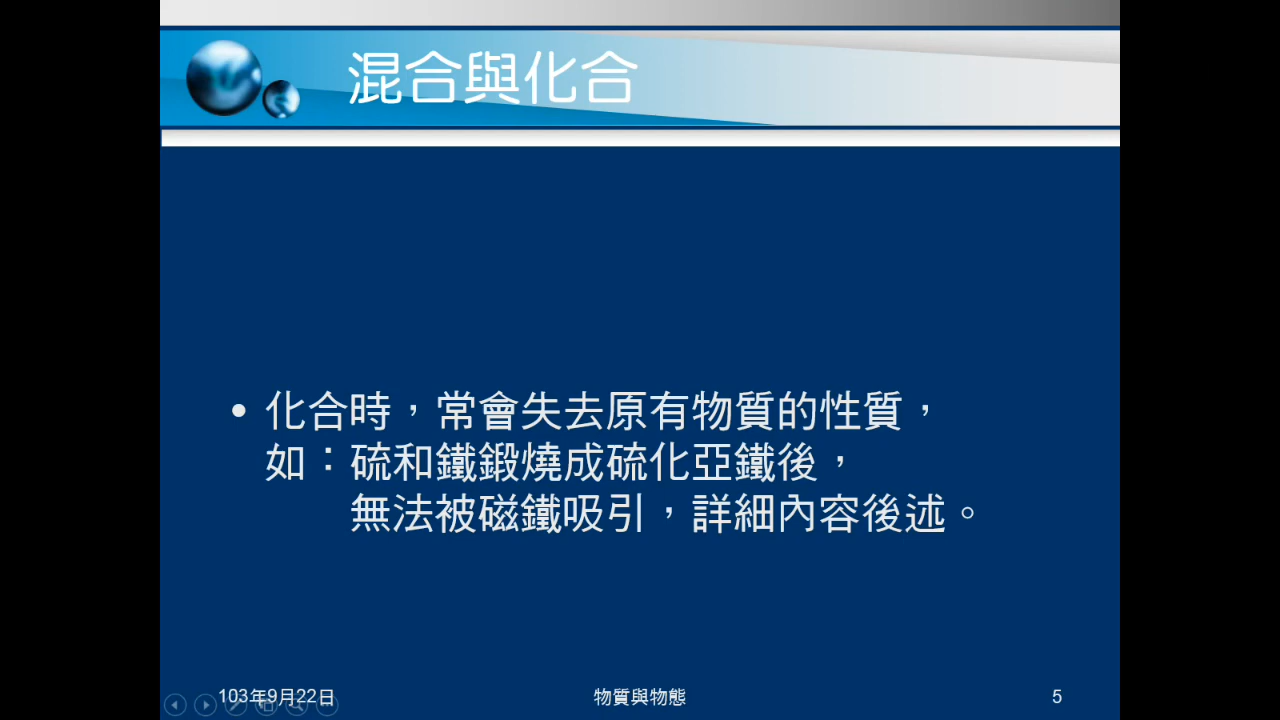 混合與化合
• 化合時，常會失去原有物質的性質，
如：硫和鐵鍛燒成硫化亞鐵後，
無法被磁鐵吸引，詳細內容後述。
103年9月22日
物質與物態
5